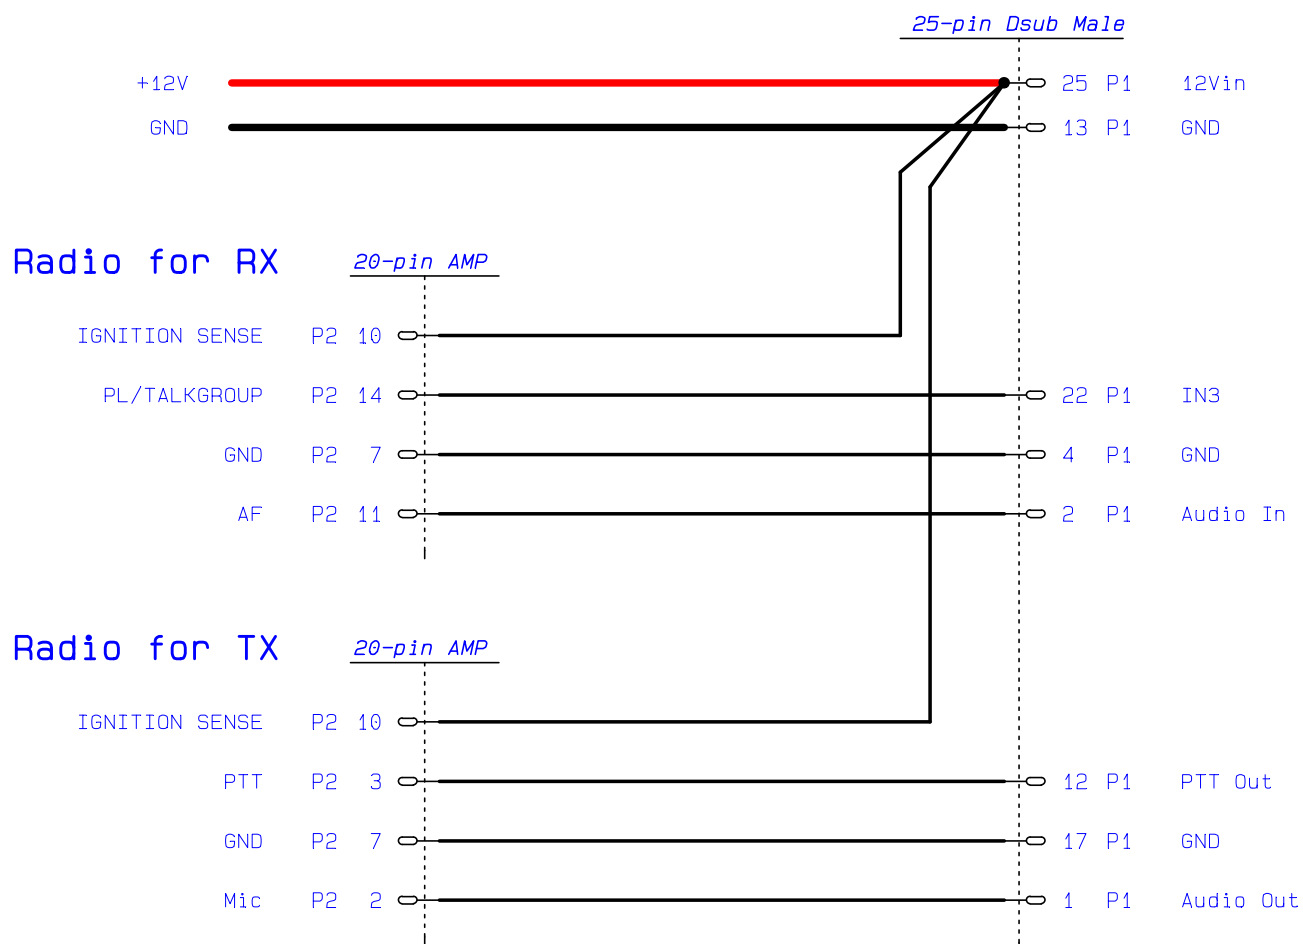 25-pin Dsub Male
+12V 25 P1 12Vin
GND 13 P1 GND
Radio for RX 20-pin AMP
IGNITION SENSE P2 10
PL/TALKGROUP P2 14 22 P1 IN3
GND P2 7 4 P1 GND
AF P2 11 2 P1 Audio In
Radio for TX 20-pin AMP
IGNITION SENSE P2 10
PTT P2 3 12 P1 PTT Out
GND P2 7 17 P1 GND
Mic P2 2 1 P1 Audio Out